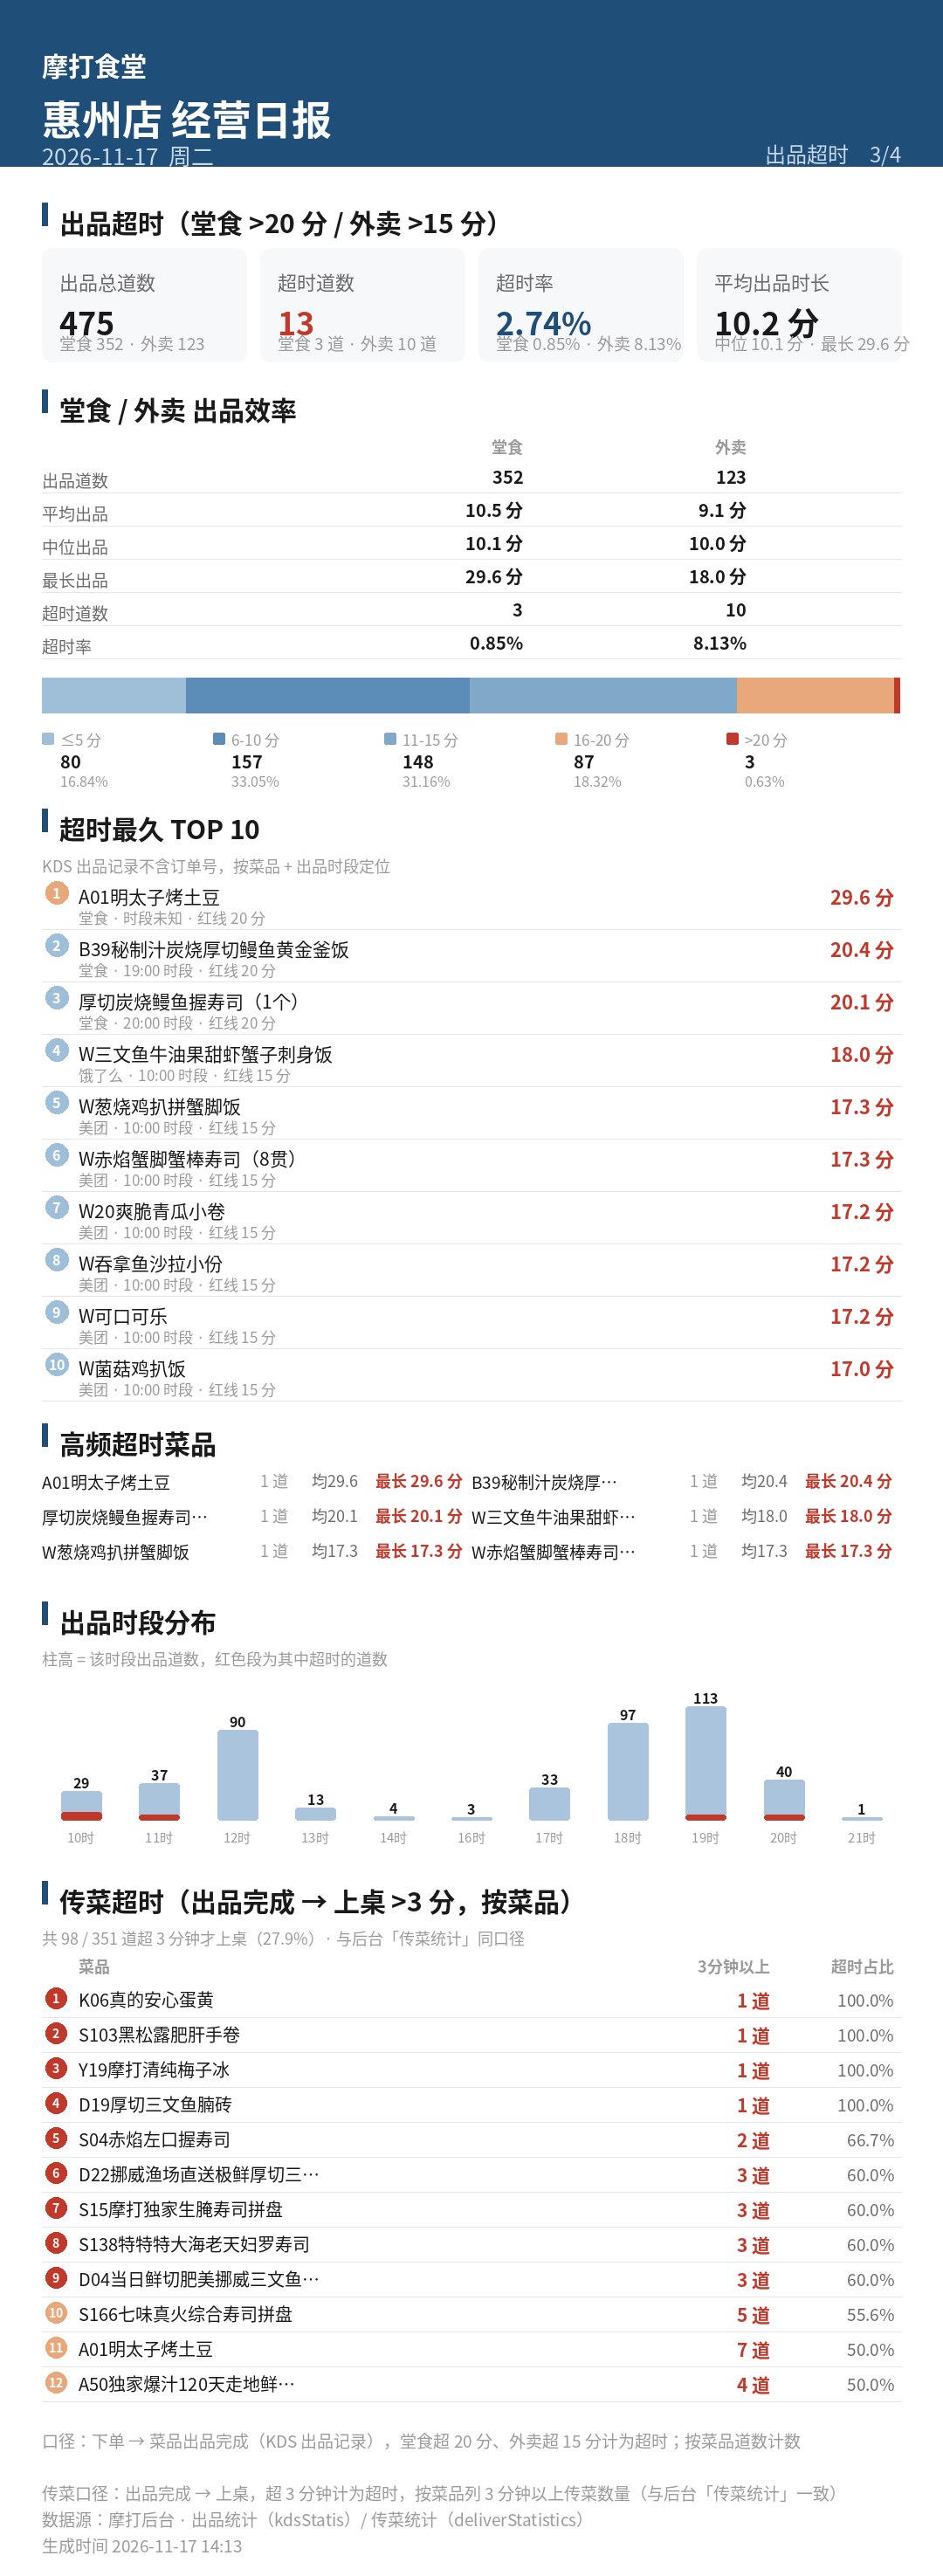 摩打食堂
惠州店 经营日报
2026-11-17 周二
出品超时 3/4
出品超时（堂食 >20 分 / 外卖 >15 分）
出品总道数 超时道数 超时率 平均出品时长
475 13 2.74% 10.2 分
堂食 352 · 外卖 123 堂食 3 道 · 外卖 10 道 堂食 0.85% · 外卖 8.13% 中位 10.1 分 · 最长 29.6 分
堂食 / 外卖 出品效率
堂食 外卖
出品道数 352 123
平均出品 10.5 分 9.1 分
中位出品 10.1 分 10.0 分
最长出品 29.6 分 18.0 分
超时道数 3 10
超时率 0.85% 8.13%
≤5 分 6-10 分 11-15 分 16-20 分 >20 分
80 157 148 87 3
16.84% 33.05% 31.16% 18.32% 0.63%
超时最久 TOP 10
KDS 出品记录不含订单号，按菜品 + 出品时段定位
1 A01明太子烤土豆 29.6 分
堂食 · 时段未知 · 红线 20 分
2 B39秘制汁炭烧厚切鳗鱼黄金釜饭 20.4 分
堂食 · 19:00 时段 · 红线 20 分
3 厚切炭烧鳗鱼握寿司（1个） 20.1 分
堂食 · 20:00 时段 · 红线 20 分
4 W三文鱼牛油果甜虾蟹子刺身饭 18.0 分
饿了么 · 10:00 时段 · 红线 15 分
5 W葱烧鸡扒拼蟹脚饭 17.3 分
美团 · 10:00 时段 · 红线 15 分
6 W赤焰蟹脚蟹棒寿司（8贯） 17.3 分
美团 · 10:00 时段 · 红线 15 分
7 W20爽脆青瓜小卷 17.2 分
美团 · 10:00 时段 · 红线 15 分
8 W吞拿鱼沙拉小份 17.2 分
美团 · 10:00 时段 · 红线 15 分
9 W可口可乐 17.2 分
美团 · 10:00 时段 · 红线 15 分
10 W菌菇鸡扒饭 17.0 分
美团 · 10:00 时段 · 红线 15 分
高频超时菜品
A01明太子烤土豆 1 道 均29.6 最长 29.6 分 B39秘制汁炭烧厚… 1 道 均20.4 最长 20.4 分
厚切炭烧鳗鱼握寿司… 1 道 均20.1 最长 20.1 分 W三文鱼牛油果甜虾… 1 道 均18.0 最长 18.0 分
W葱烧鸡扒拼蟹脚饭 1 道 均17.3 最长 17.3 分 W赤焰蟹脚蟹棒寿司… 1 道 均17.3 最长 17.3 分
出品时段分布
柱高 = 该时段出品道数，红色段为其中超时的道数
29 37 90 13 4 3 33 97 113 40 1
10时 11时 12时 13时 14时 16时 17时 18时 19时 20时 21时
传菜超时（出品完成 → 上桌 >3 分，按菜品）
共 98 / 351 道超 3 分钟才上桌（27.9%）· 与后台「传菜统计」同口径
菜品 3分钟以上 超时占比
1 K06真的安心蛋黄 1 道 100.0%
2 S103黑松露肥肝手卷 1 道 100.0%
3 Y19摩打清纯梅子冰 1 道 100.0%
4 D19厚切三文鱼腩砖 1 道 100.0%
5 S04赤焰左口握寿司 2 道 66.7%
6 D22挪威渔场直送极鲜厚切三… 3 道 60.0%
7 S15摩打独家生腌寿司拼盘 3 道 60.0%
8 S138特特特大海老天妇罗寿司 3 道 60.0%
9 D04当日鲜切肥美挪威三文鱼… 3 道 60.0%
10 S166七味真火综合寿司拼盘 5 道 55.6%
11 A01明太子烤土豆 7 道 50.0%
12 A50独家爆汁120天走地鲜… 4 道 50.0%
口径：下单 → 菜品出品完成（KDS 出品记录），堂食超 20 分、外卖超 15 分计为超时；按菜品道数计数
传菜口径：出品完成 → 上桌，超 3 分钟计为超时，按菜品列 3 分钟以上传菜数量（与后台「传菜统计」一致）
数据源：摩打后台 · 出品统计（kdsStatis）/ 传菜统计（deliverStatistics）
生成时间 2026-11-17 14:13